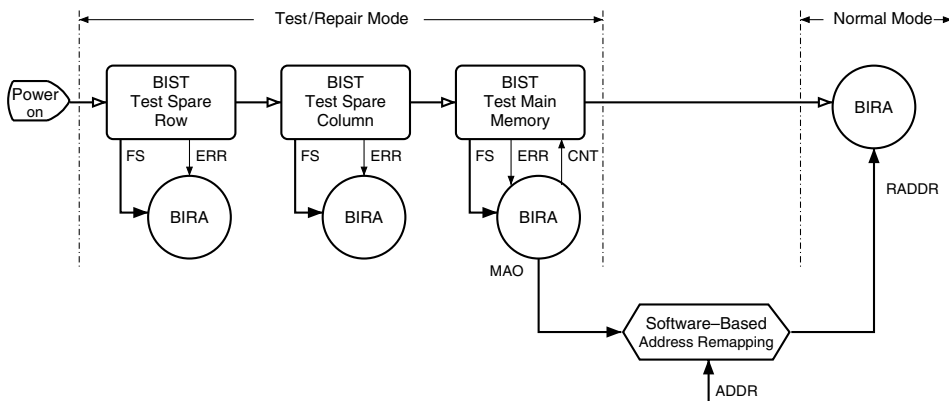 Test/Repair Mode
Normal Mode
Power
on
BIST
Test Spare
Row
BIST
Test Spare
Column
BIST
Test Main
Memory
BIRA
FS
ERR
FS
ERR
FS
ERR
CNT
RADDR
BIRA
BIRA
BIRA
MAO
Software–Based
Address Remapping
ADDR